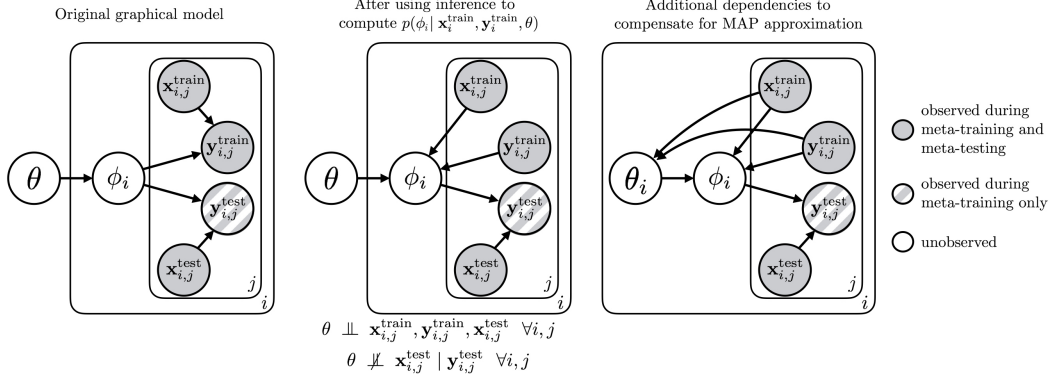 Original graphical model
After using inference to
compute p(ϕ_i | x_i^train, y_i^train, θ)
Additional dependencies to
compensate for MAP approximation
x_{i,j}^train
y_{i,j}^train
θ
ϕ_i
y_{i,j}^test
x_{i,j}^test
j
i
x_{i,j}^train
y_{i,j}^train
θ
ϕ_i
y_{i,j}^test
x_{i,j}^test
j
i
x_{i,j}^train
y_{i,j}^train
θ_i
ϕ_i
y_{i,j}^test
x_{i,j}^test
j
i
observed during
meta-training and
meta-testing
observed during
meta-training only
unobserved
θ ⫫ x_{i,j}^train, y_{i,j}^train, x_{i,j}^test ∀i, j
θ ⫫̸ x_{i,j}^test | y_{i,j}^test ∀i, j